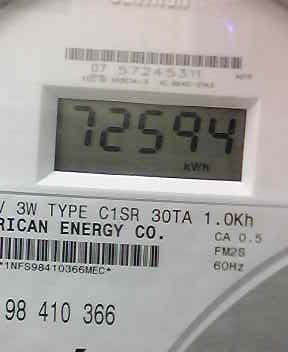 07 57245311
72594
kWh
V 3W TYPE C1SR 30TA 1.0Kh
RICAN ENERGY CO.
CA 0.5
FM2S
*1NFS98410366MEC*
60Hz
98 410 366